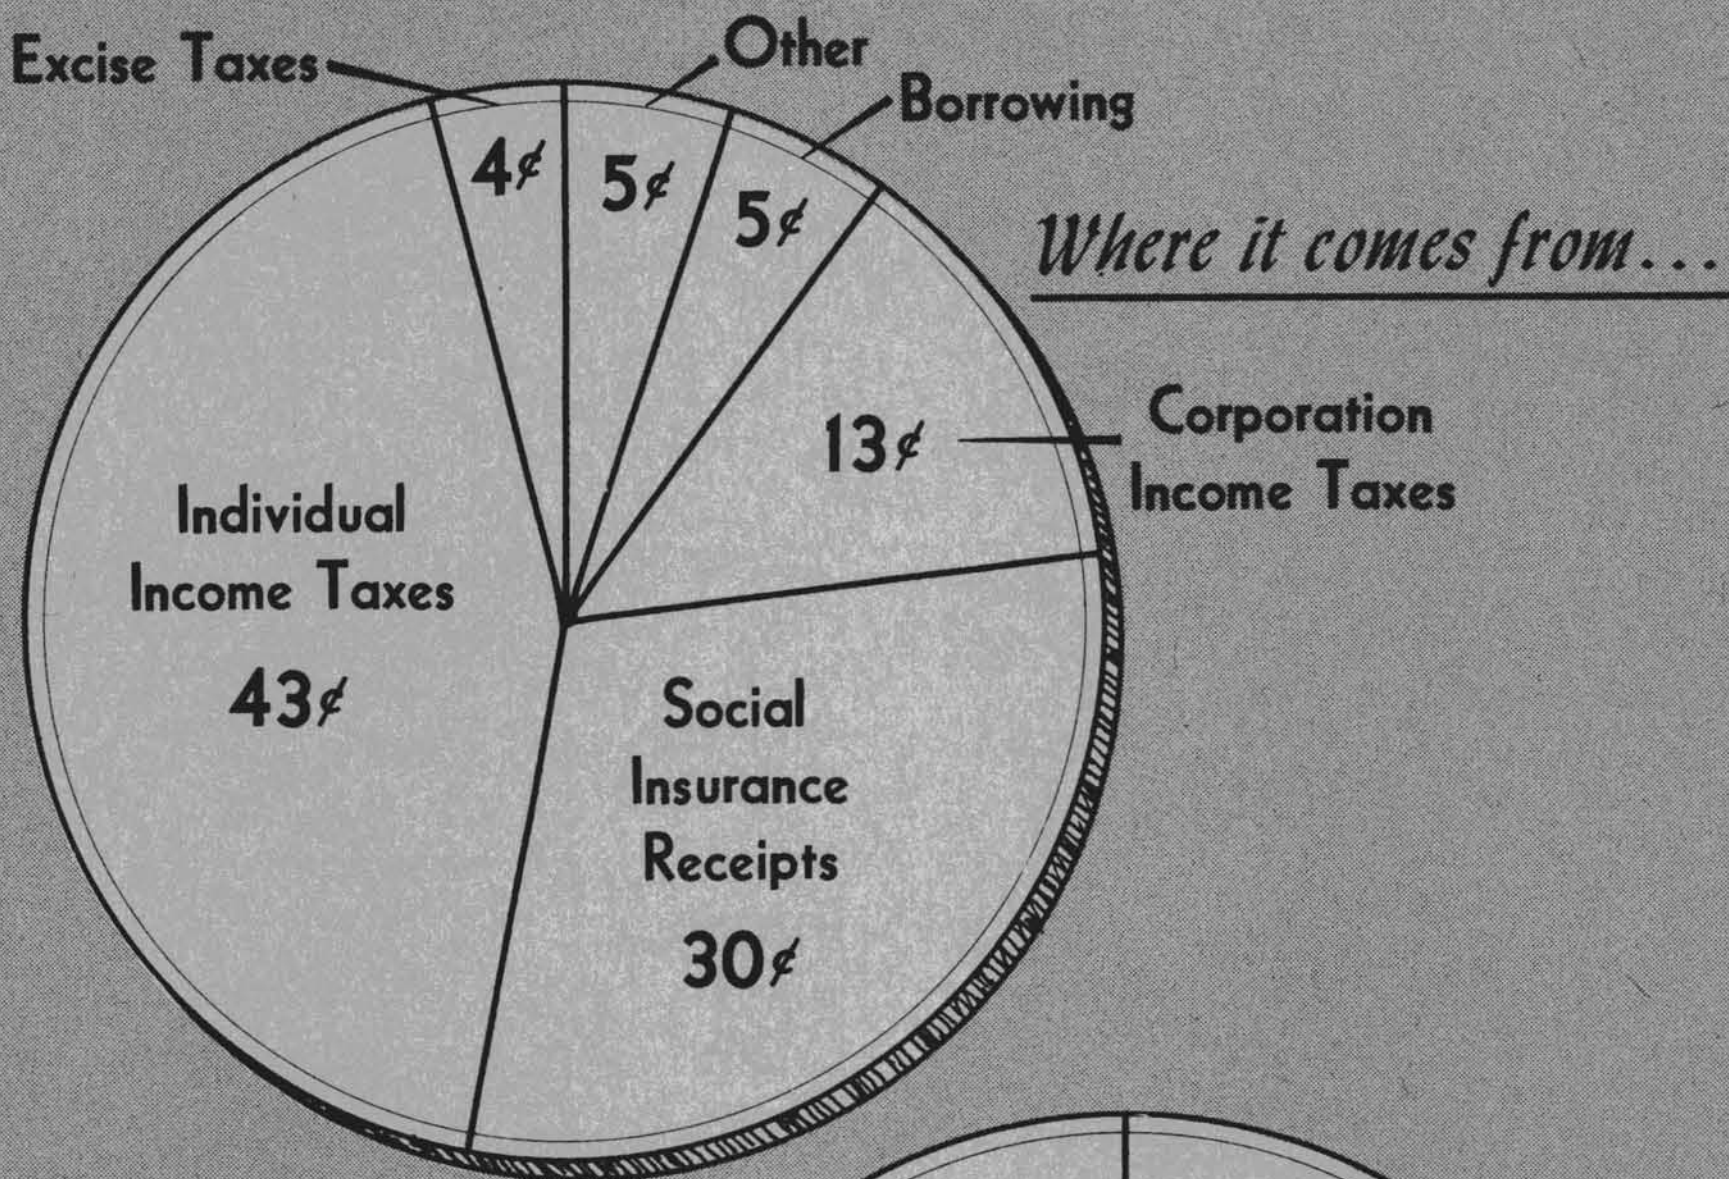 Excise Taxes
Other
Borrowing
4¢
5¢
5¢
Where it comes from...
13¢
Corporation
Income Taxes
Individual
Income Taxes
43¢
Social
Insurance
Receipts
30¢